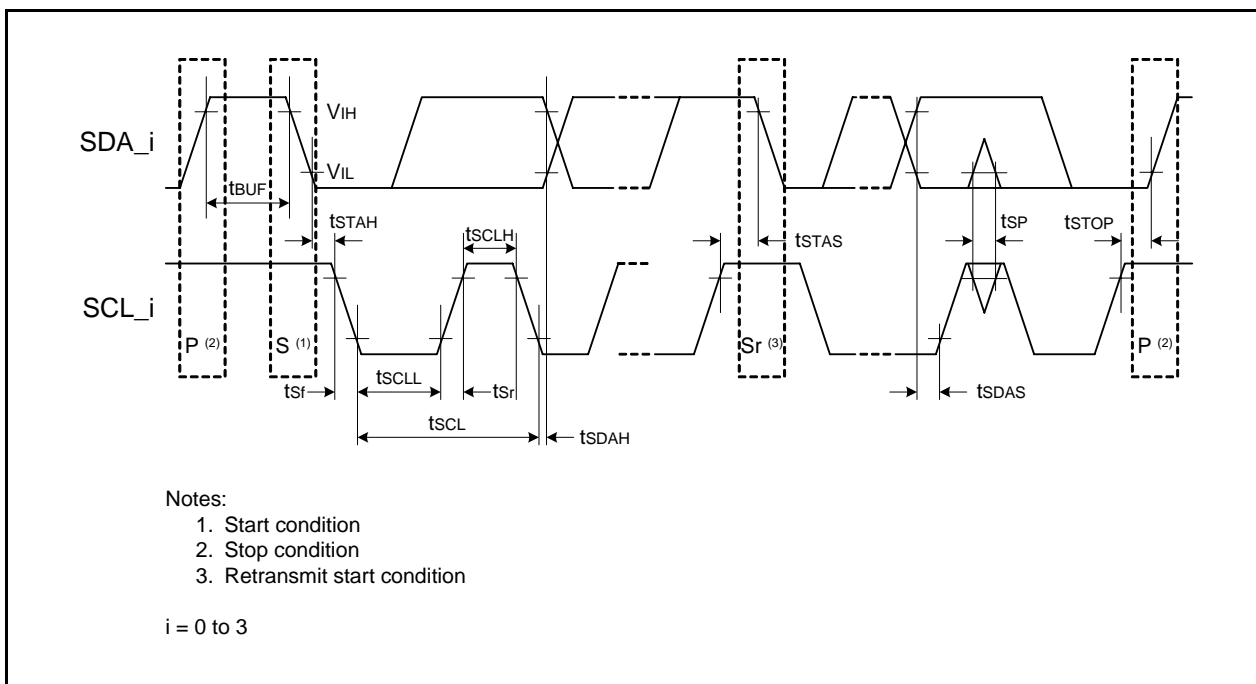 SDA_i
VIH
VIL
tBUF
tSTAH
tSCLH
tSTAS
tSP
tSTOP
SCL_i
P (2)
S (1)
Sr (3)
P (2)
tSf
tSCLL
tSr
tSDAS
tSCL
tSDAH
Notes:
1. Start condition
2. Stop condition
3. Retransmit start condition
i = 0 to 3